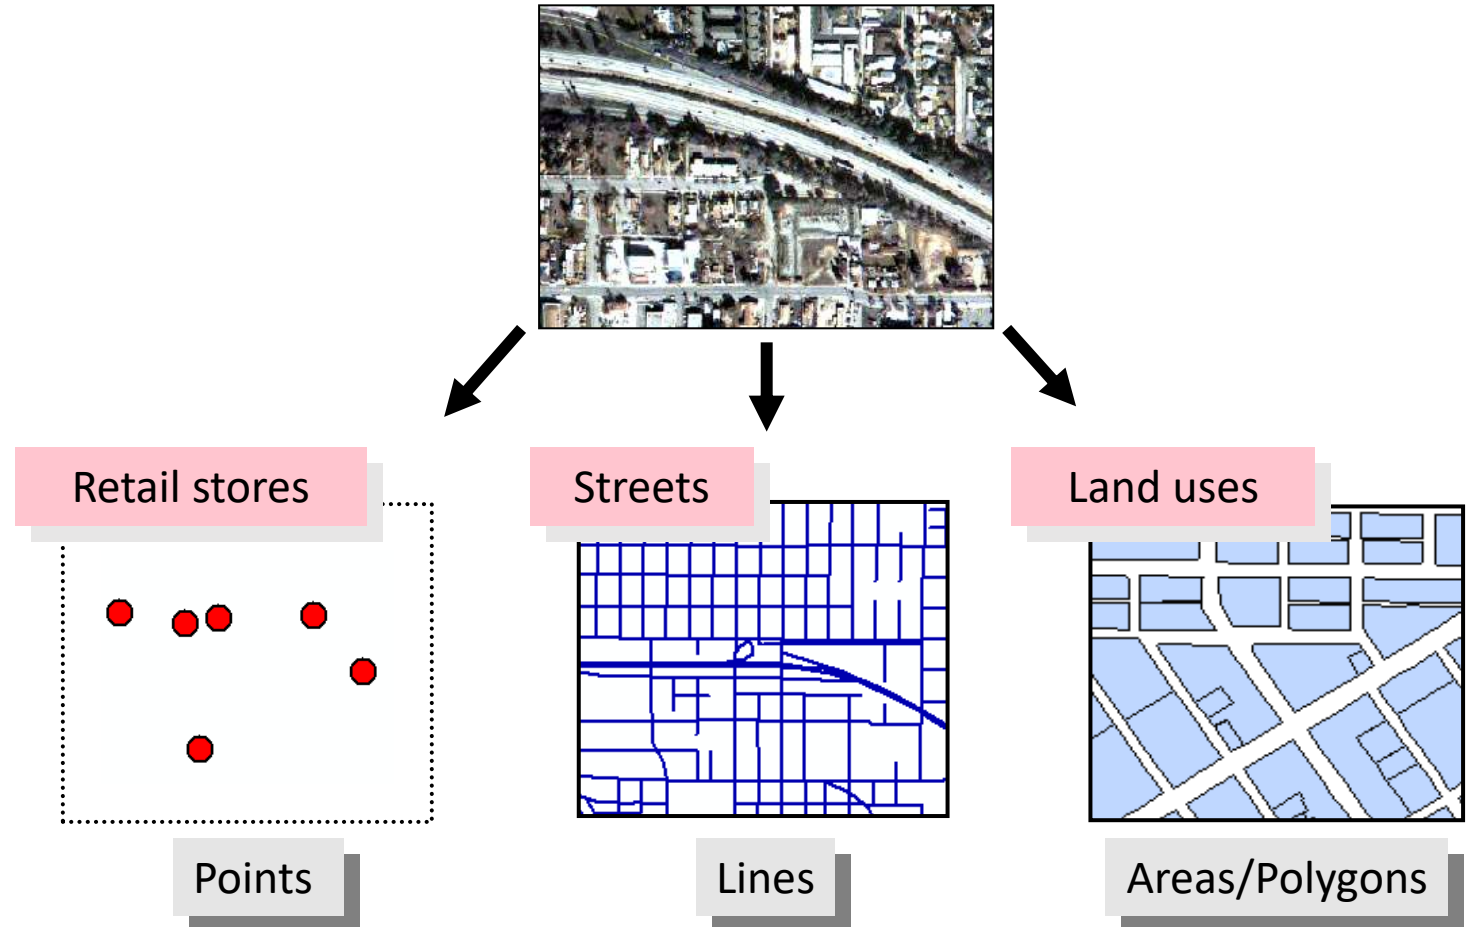 Retail stores
Streets
Land uses
Points
Lines
Areas/Polygons